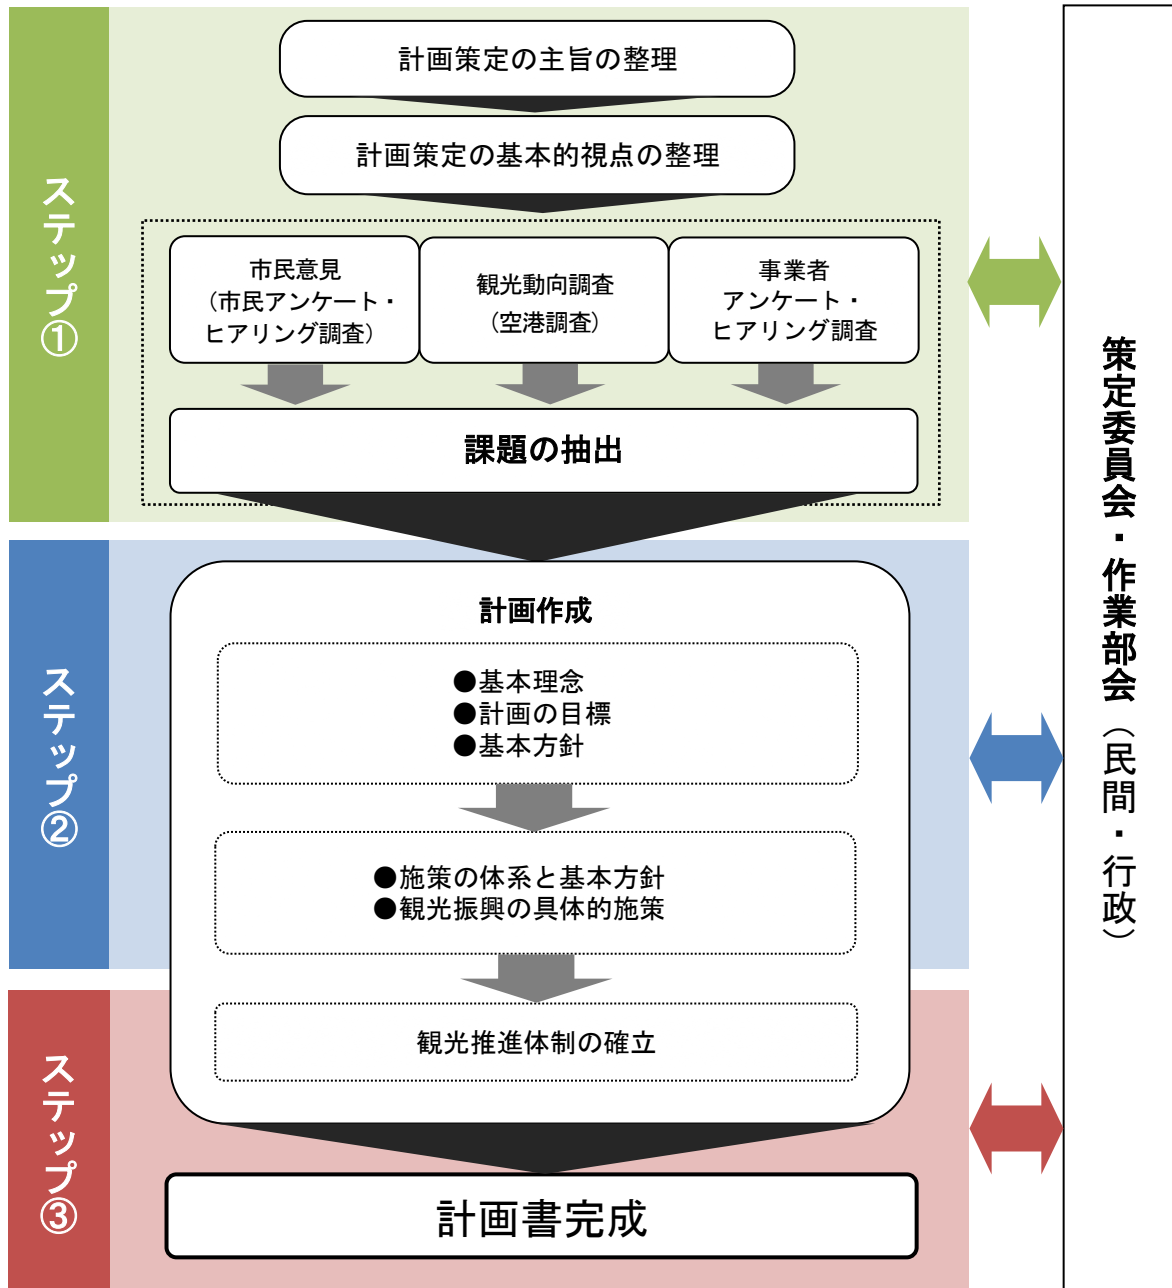 ステップ①
計画策定の主旨の整理
計画策定の基本的視点の整理
市民意見
（市民アンケート・
ヒアリング調査）
観光動向調査
（空港調査）
事業者
アンケート・
ヒアリング調査
課題の抽出
ステップ②
計画作成
●基本理念
●計画の目標
●基本方針
●施策の体系と基本方針
●観光振興の具体的施策
ステップ③
観光推進体制の確立
計画書完成
策定委員会・作業部会（民間・行政）